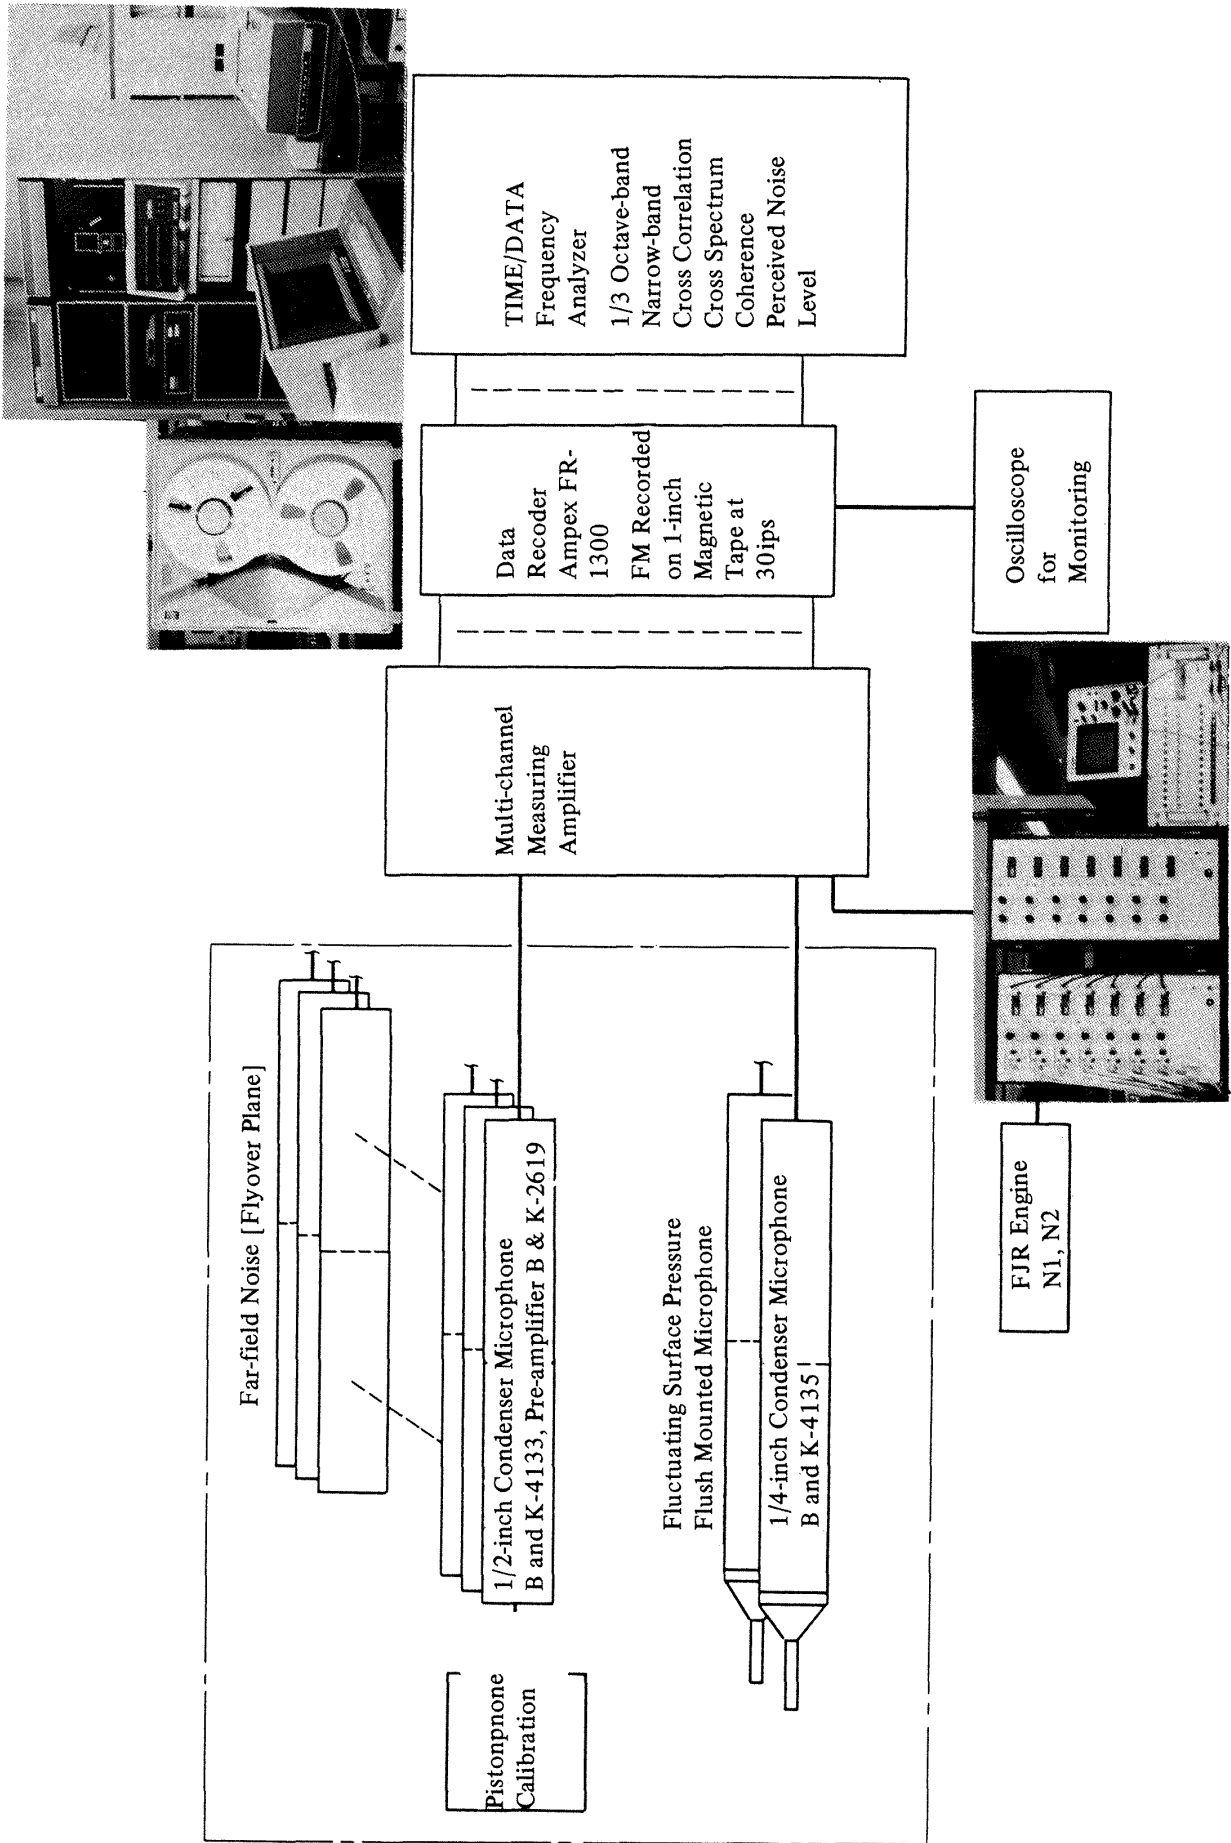 Far-field Noise [Flyover Plane]
1/2-inch Condenser Microphone
B and K-4133, Pre-amplifier B & K-2619
Pistonpnone
Calibration
Fluctuating Surface Pressure
Flush Mounted Microphone
1/4-inch Condenser Microphone
B and K-4135
FJR Engine
N1, N2
Multi-channel
Measuring
Amplifier
Data
Recoder
Ampex FR-
1300
FM Recorded
on 1-inch
Magnetic
Tape at
30ips
Oscilloscope
for
Monitoring
TIME/DATA
Frequency
Analyzer
1/3 Octave-band
Narrow-band
Cross Correlation
Cross Spectrum
Coherence
Perceived Noise
Level